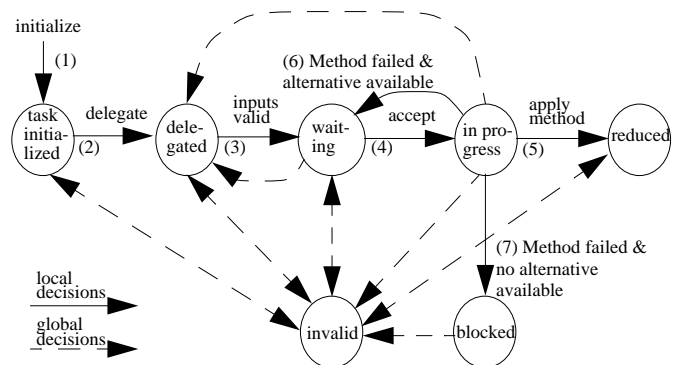 initialize
(1)
(6) Method failed &
alternative available
task
initia-
lized
delegate
(2)
dele-
gated
inputs
valid
(3)
wait-
ing
accept
(4)
in pro-
gress
apply
method
(5)
reduced
(7) Method failed &
no alternative
available
local
decisions
global
decisions
invalid
blocked